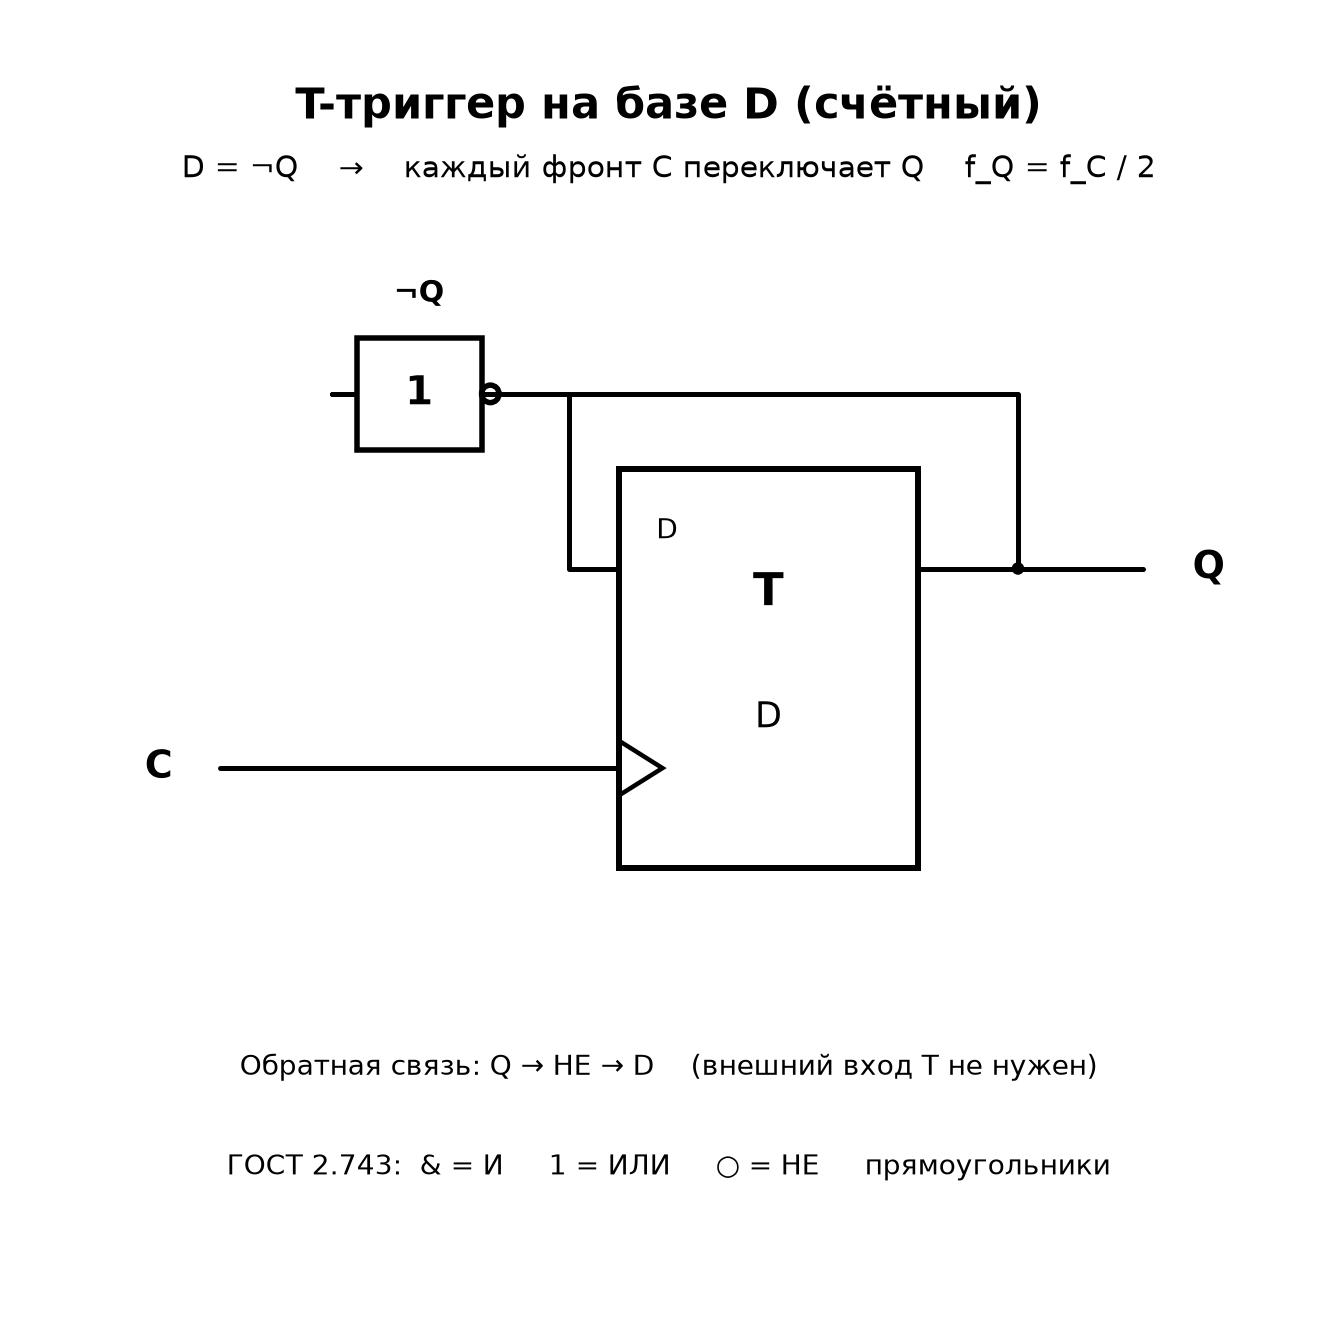 Т-триггер на базе D (счётный)
D = ¬Q → каждый фронт C переключает Q f_Q = f_C / 2
¬Q
1
D
T
Q
D
C
Обратная связь: Q → НЕ → D (внешний вход T не нужен)
ГОСТ 2.743: & = И 1 = ИЛИ ○ = НЕ прямоугольники